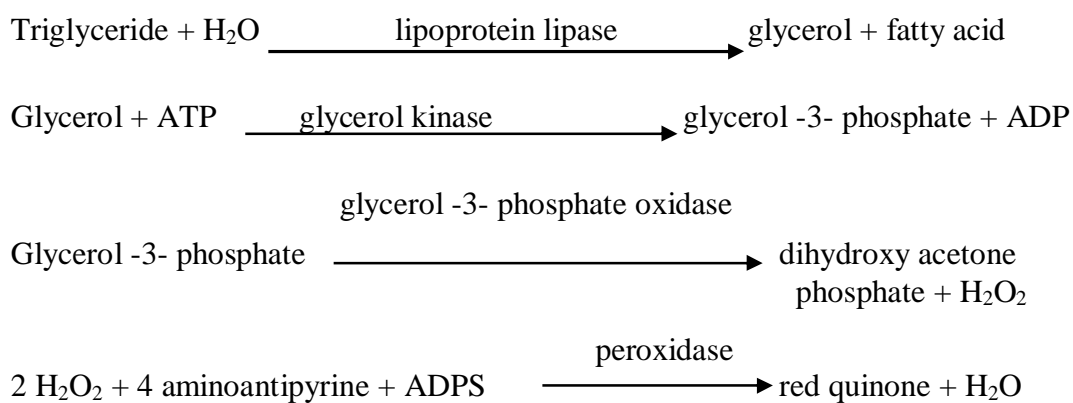 Triglyceride + H₂O lipoprotein lipase glycerol + fatty acid
Glycerol + ATP glycerol kinase glycerol -3- phosphate + ADP
glycerol -3- phosphate oxidase
Glycerol -3- phosphate dihydroxy acetone
phosphate + H₂O₂
peroxidase
2 H₂O₂ + 4 aminoantipyrine + ADPS red quinone + H₂O